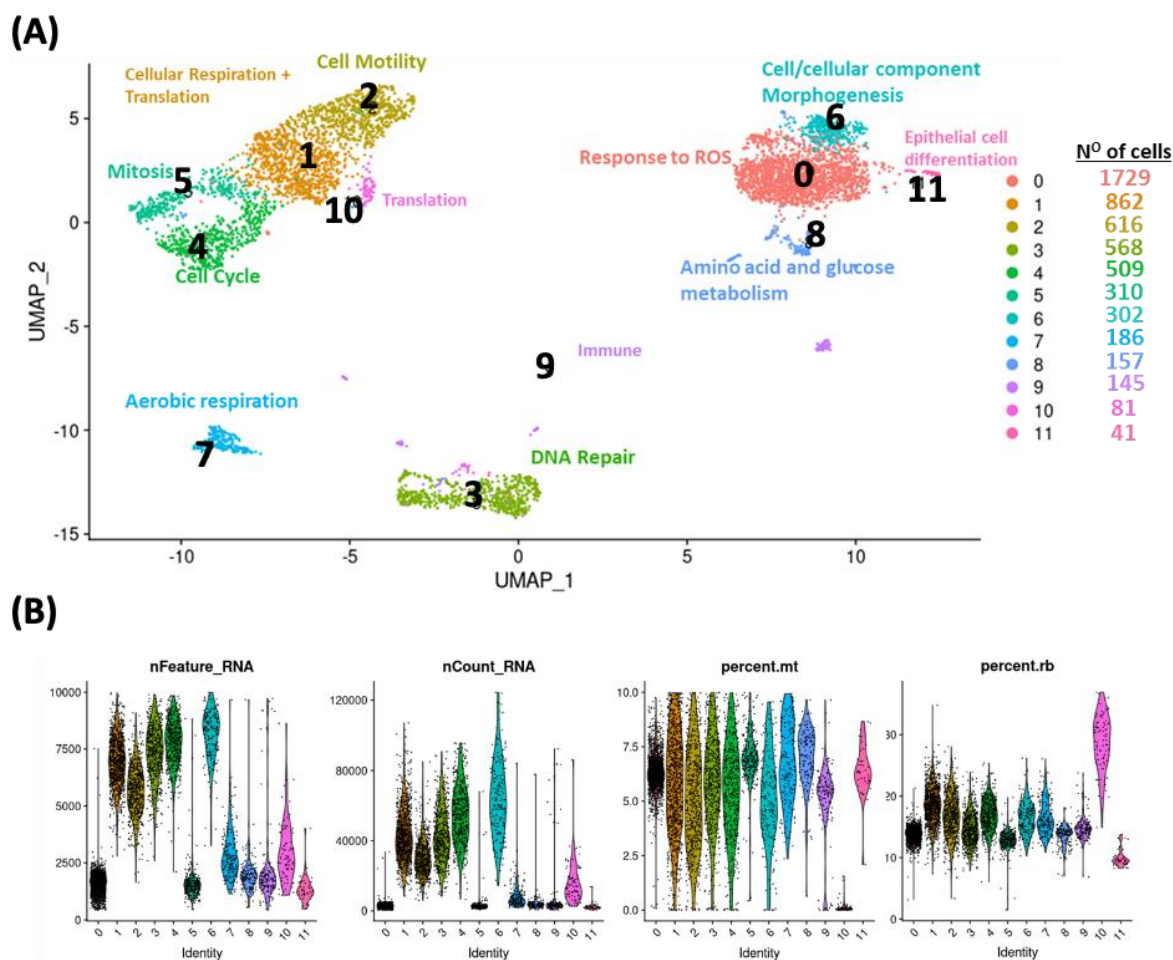 (A)
Cellular Respiration +
Translation
Cell Motility
2
1
Mitosis
5
10
Translation
4
Cell Cycle
Cell/cellular component
Morphogenesis
6
Response to ROS
0
Epithelial cell
differentiation
11
8
Amino acid and glucose
metabolism
9
Immune
Aerobic respiration
7
DNA Repair
3
N° of cells
0 1729
1 862
2 616
3 568
4 509
5 310
6 302
7 186
8 157
9 145
10 81
11 41
5
0
-5
-10
-15
UMAP_2
-10 -5 0 5 10
UMAP_1
(B)
nFeature_RNA
10000
7500
5000
2500
0
0 1 2 3 4 5 6 7 8 9 10 11
Identity
nCount_RNA
120000
80000
40000
0
0 1 2 3 4 5 6 7 8 9 10 11
Identity
percent.mt
10.0
7.5
5.0
2.5
0.0
0 1 2 3 4 5 6 7 8 9 10 11
Identity
percent.rb
30
20
10
0
0 1 2 3 4 5 6 7 8 9 10 11
Identity